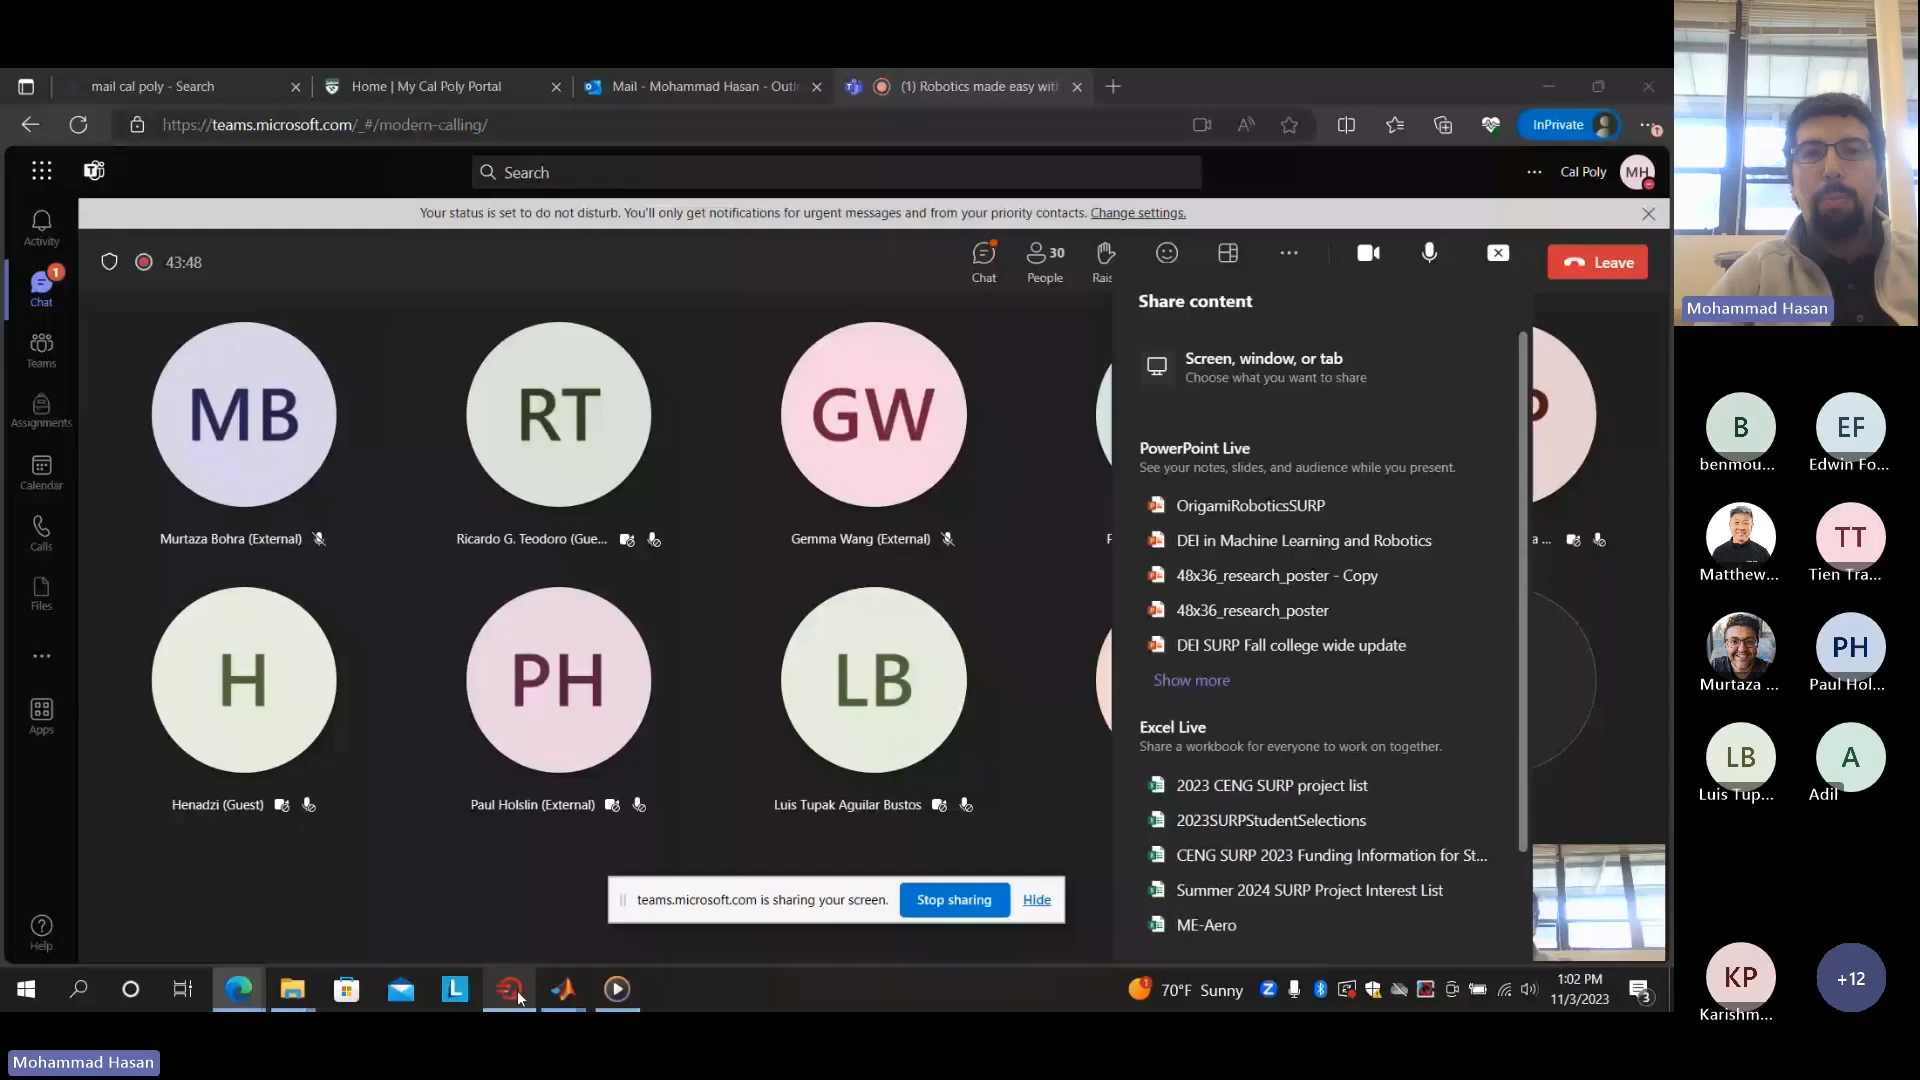 mail cal poly - Search
Home | My Cal Poly Portal
Mail - Mohammad Hasan - Outl
(1) Robotics made easy with
https://teams.microsoft.com/_#/modern-calling/
InPrivate
Search
Cal Poly
MH
Your status is set to do not disturb. You'll only get notifications for urgent messages and from your priority contacts. Change settings.
Activity
1
Chat
Teams
Assignments
Calendar
Calls
Files
Apps
Help
43:48
Chat
30
People
Rais
Leave
MB
Murtaza Bohra (External)
RT
Ricardo G. Teodoro (Gue...
GW
Gemma Wang (External)
H
Henadzi (Guest)
PH
Paul Holslin (External)
LB
Luis Tupak Aguilar Bustos
Share content
Screen, window, or tab
Choose what you want to share
PowerPoint Live
See your notes, slides, and audience while you present.
OrigamiRoboticsSURP
DEI in Machine Learning and Robotics
48x36_research_poster - Copy
48x36_research_poster
DEI SURP Fall college wide update
Show more
Excel Live
Share a workbook for everyone to work on together.
2023 CENG SURP project list
2023SURPStudentSelections
CENG SURP 2023 Funding Information for St...
Summer 2024 SURP Project Interest List
ME-Aero
teams.microsoft.com is sharing your screen.
Stop sharing
Hide
70°F Sunny
1:02 PM
11/3/2023
3
Mohammad Hasan
B
benmou...
EF
Edwin Fo...
Matthew...
TT
Tien Tra...
Murtaza ...
PH
Paul Hol...
LB
Luis Tup...
A
Adil
KP
Karishm...
+12
Mohammad Hasan